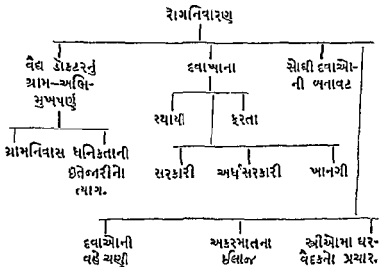 રોગનિવારણ
વૈદ્ય ડૉકટરનું
ગ્રામ–અભિ-
મુખપણું
દવાખાના
સોંઘી દવાઓ-
ની બનાવટ
ગ્રામનિવાસ
ધનિકતાની
ઈંતેજારીનો
ત્યાગ.
સ્થાયી
ફરતા
સરકારી
અર્ધસરકારી
ખાનગી
દવાઓની
વહેંચણી
અકસ્માતના
ઈલાજ
સ્ત્રીઓમા ઘર-
વૈદકનો પ્રચાર.